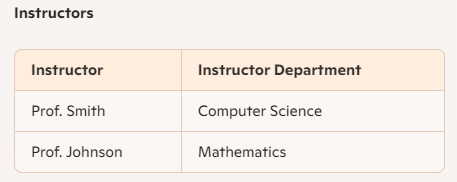 Instructors
Instructor Instructor Department
Prof. Smith Computer Science
Prof. Johnson Mathematics